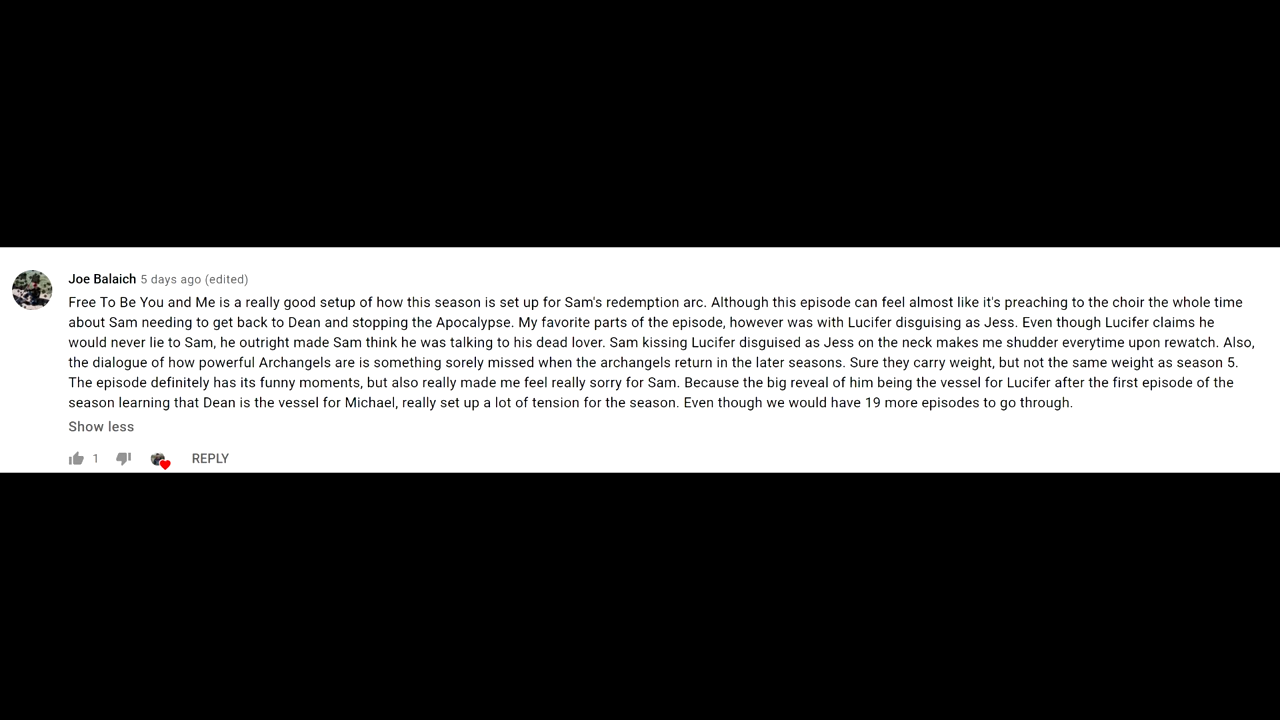 Joe Balaich 5 days ago (edited)
Free To Be You and Me is a really good setup of how this season is set up for Sam's redemption arc. Although this episode can feel almost like it's preaching to the choir the whole time
about Sam needing to get back to Dean and stopping the Apocalypse. My favorite parts of the episode, however was with Lucifer disguising as Jess. Even though Lucifer claims he
would never lie to Sam, he outright made Sam think he was talking to his dead lover. Sam kissing Lucifer disguised as Jess on the neck makes me shudder everytime upon rewatch. Also,
the dialogue of how powerful Archangels are is something sorely missed when the archangels return in the later seasons. Sure they carry weight, but not the same weight as season 5.
The episode definitely has its funny moments, but also really made me feel really sorry for Sam. Because the big reveal of him being the vessel for Lucifer after the first episode of the
season learning that Dean is the vessel for Michael, really set up a lot of tension for the season. Even though we would have 19 more episodes to go through.
Show less
1 REPLY